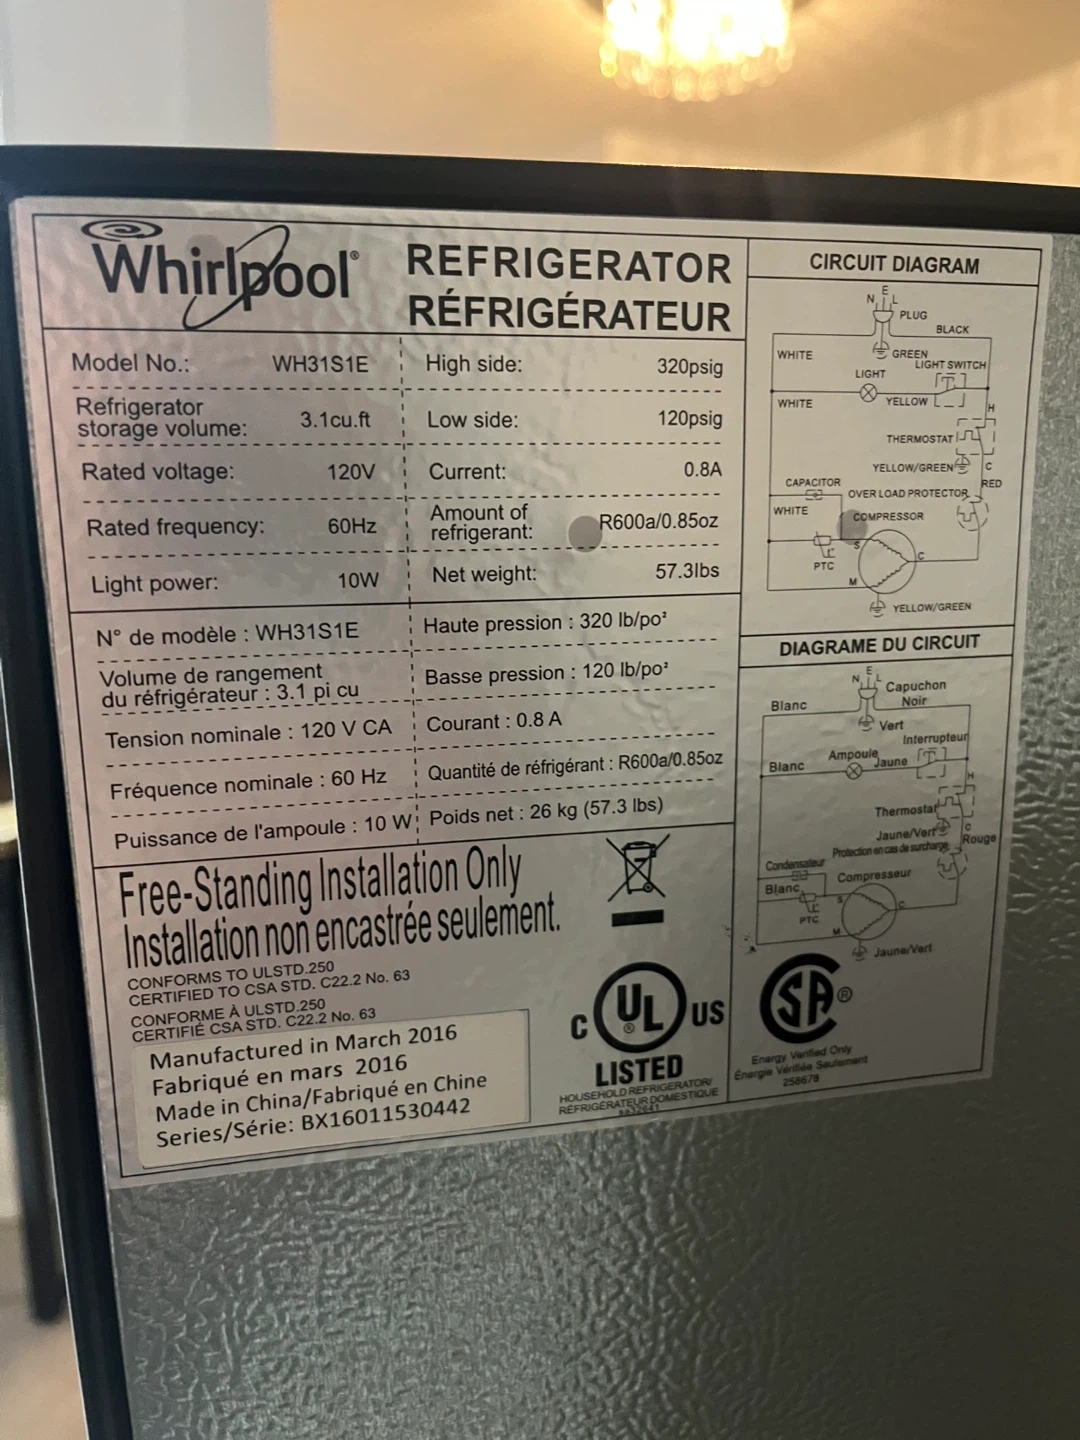 Whirlpool®
REFRIGERATOR
RÉFRIGÉRATEUR
Model No.: WH31S1E
High side: 320psig
Refrigerator
storage volume: 3.1cu.ft
Low side: 120psig
Rated voltage: 120V
Current: 0.8A
Rated frequency: 60Hz
Amount of
refrigerant: R600a/0.85oz
Light power: 10W
Net weight: 57.3lbs
N° de modèle : WH31S1E
Haute pression : 320 lb/po²
Volume de rangement
du réfrigérateur : 3.1 pi cu
Basse pression : 120 lb/po²
Tension nominale : 120 V CA
Courant : 0.8 A
Fréquence nominale : 60 Hz
Quantité de réfrigérant : R600a/0.85oz
Puissance de l'ampoule : 10 W
Poids net : 26 kg (57.3 lbs)
Free-Standing Installation Only
Installation non encastrée seulement.
CONFORMS TO ULSTD.250
CERTIFIED TO CSA STD. C22.2 No. 63
CONFORME À ULSTD.250
CERTIFIÉ CSA STD. C22.2 No. 63
Manufactured in March 2016
Fabriqué en mars 2016
Made in China/Fabriqué en Chine
Series/Série: BX16011530442
C UL ® US
LISTED
HOUSEHOLD REFRIGERATOR/
RÉFRIGÉRATEUR DOMESTIQUE
sa32641
CIRCUIT DIAGRAM
E
N L
PLUG
BLACK
WHITE
GREEN
LIGHT SWITCH
LIGHT
WHITE
YELLOW
H
THERMOSTAT
YELLOW/GREEN
C
CAPACITOR
RED
OVER LOAD PROTECTOR
WHITE
COMPRESSOR
S
PTC
C
M
YELLOW/GREEN
DIAGRAME DU CIRCUIT
E
N L
Capuchon
Noir
Blanc
Vert
Interrupteur
Ampoule
Jaune
Blanc
H
Thermostat
Jaune/Vert
C
Rouge
Protection en cas de surcharge
Condensateur
Compresseur
Blanc
S
PTC
C
M
Jaune/Vert
SA ®
Energy Verified Only
Énergie Vérifiée Seulement
258678